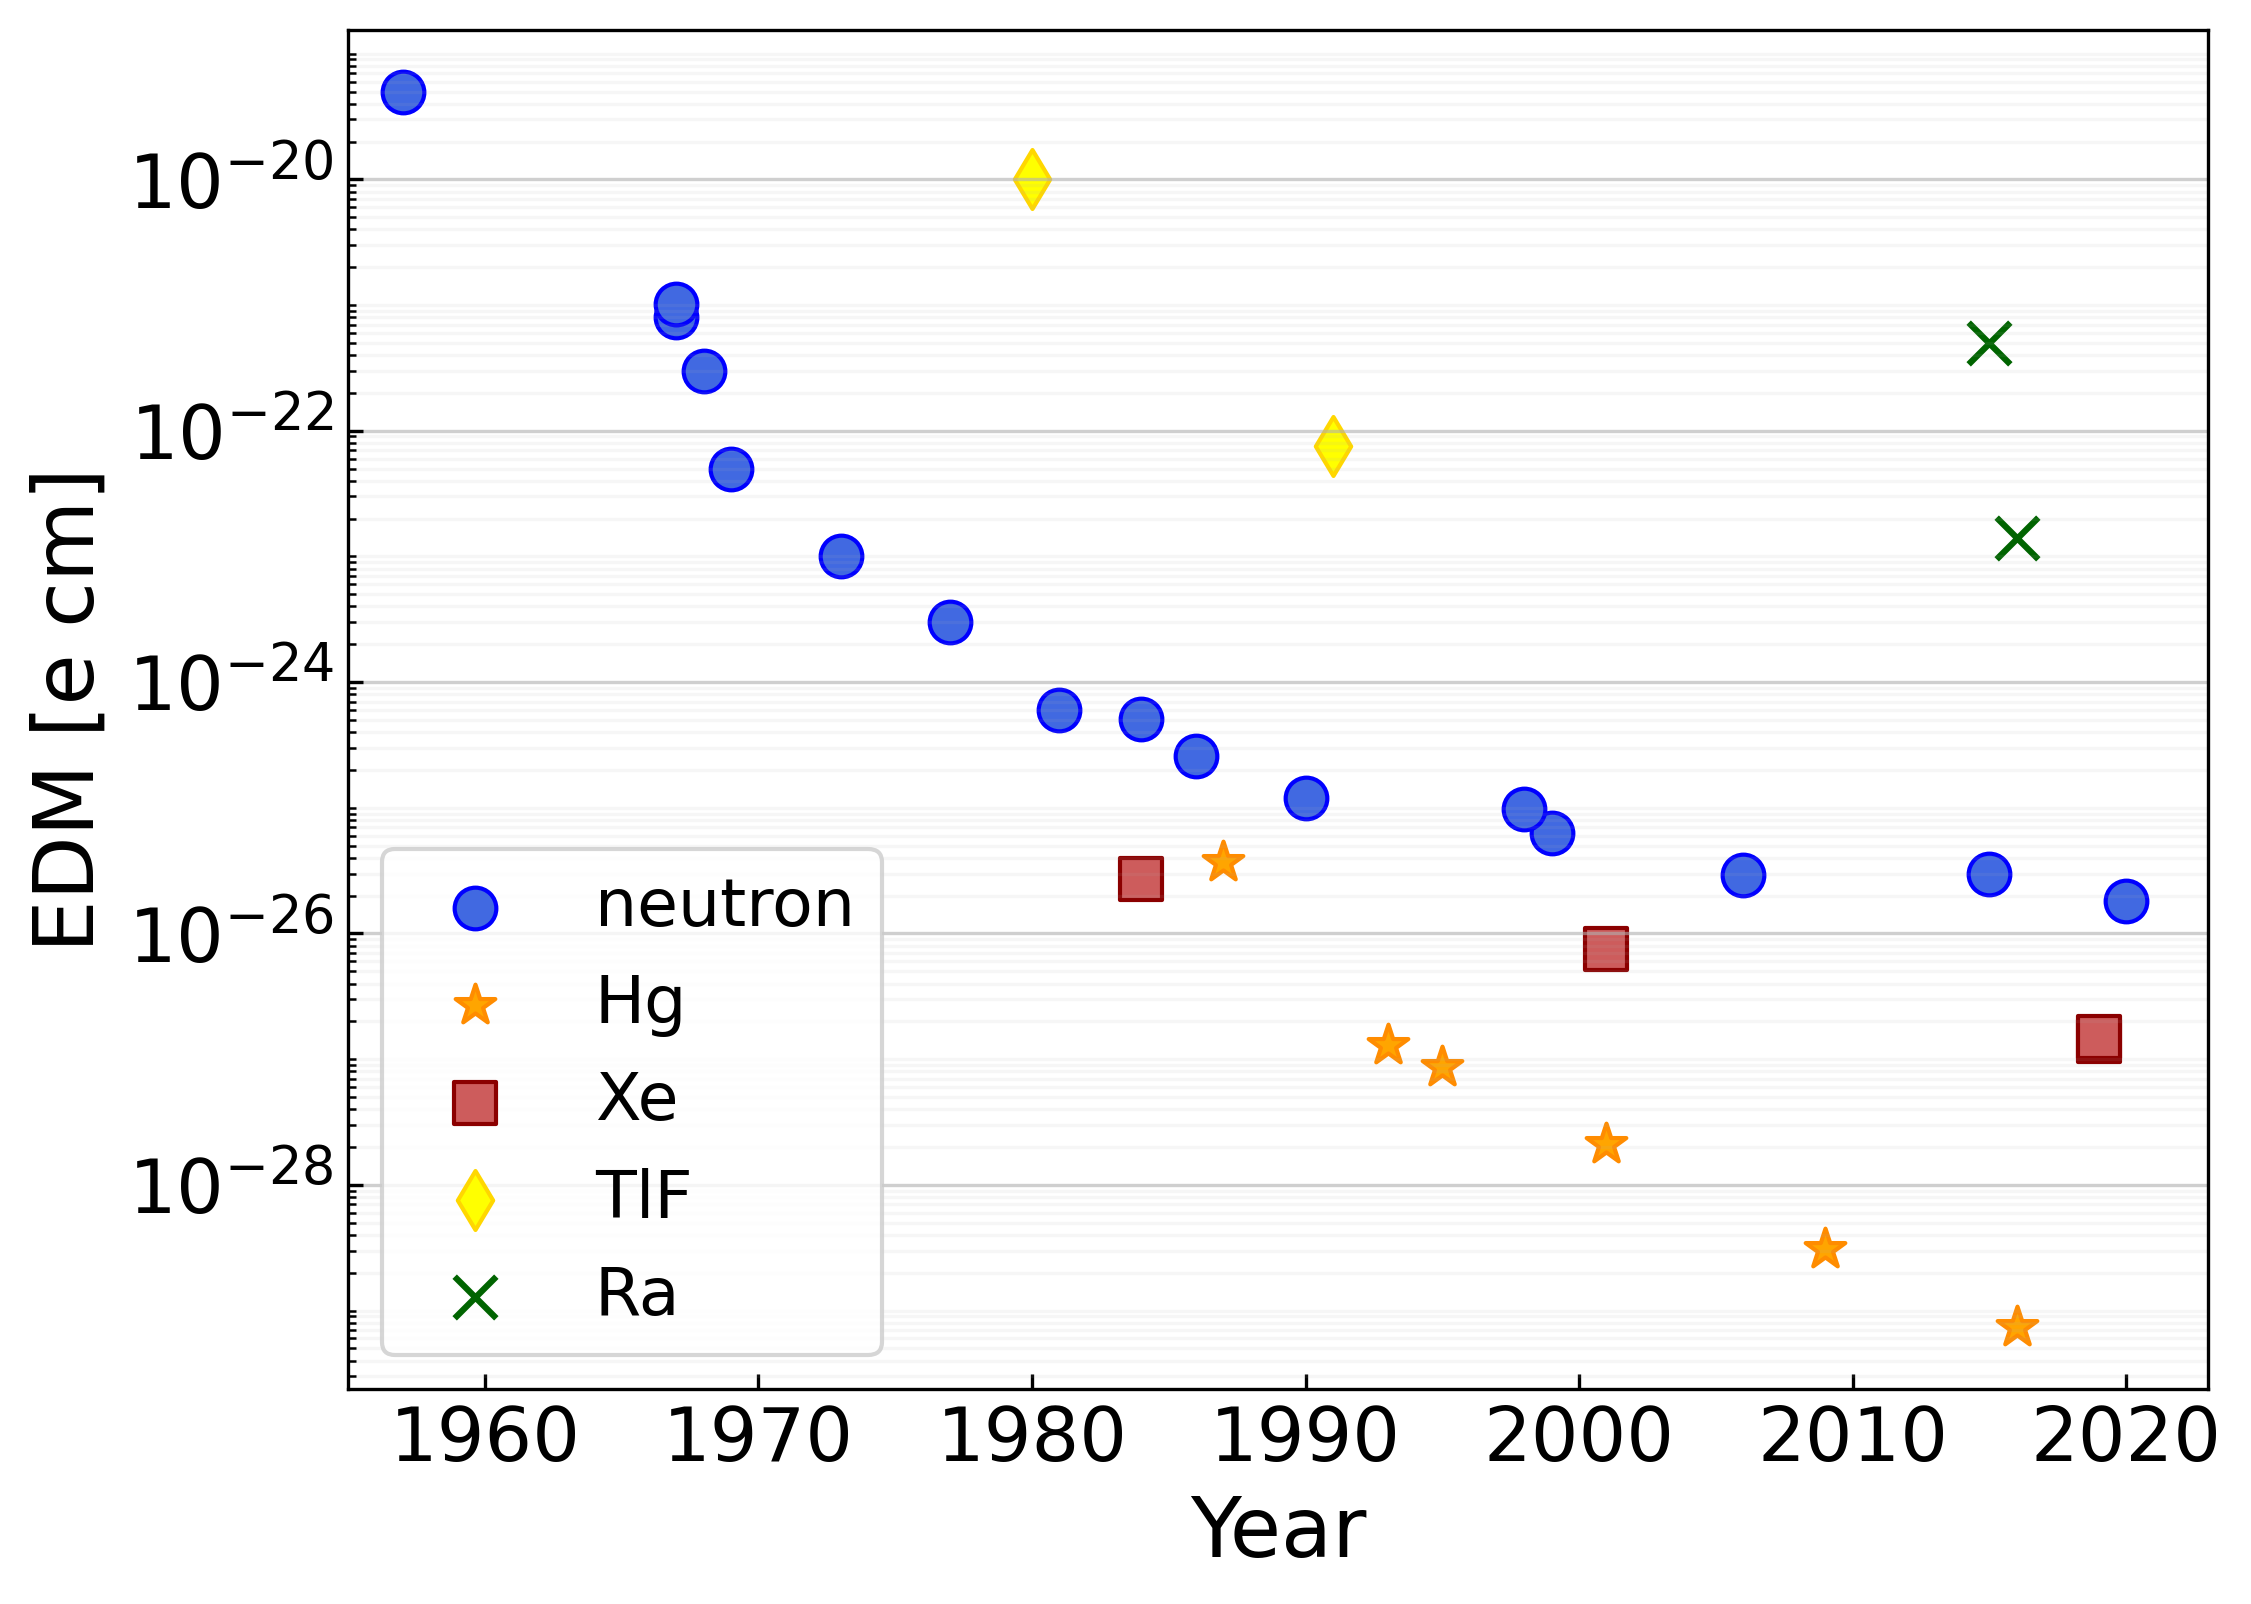 EDM [e cm]
10⁻²⁰
10⁻²²
10⁻²⁴
10⁻²⁶
10⁻²⁸
neutron
Hg
Xe
TlF
Ra
1960 1970 1980 1990 2000 2010 2020
Year